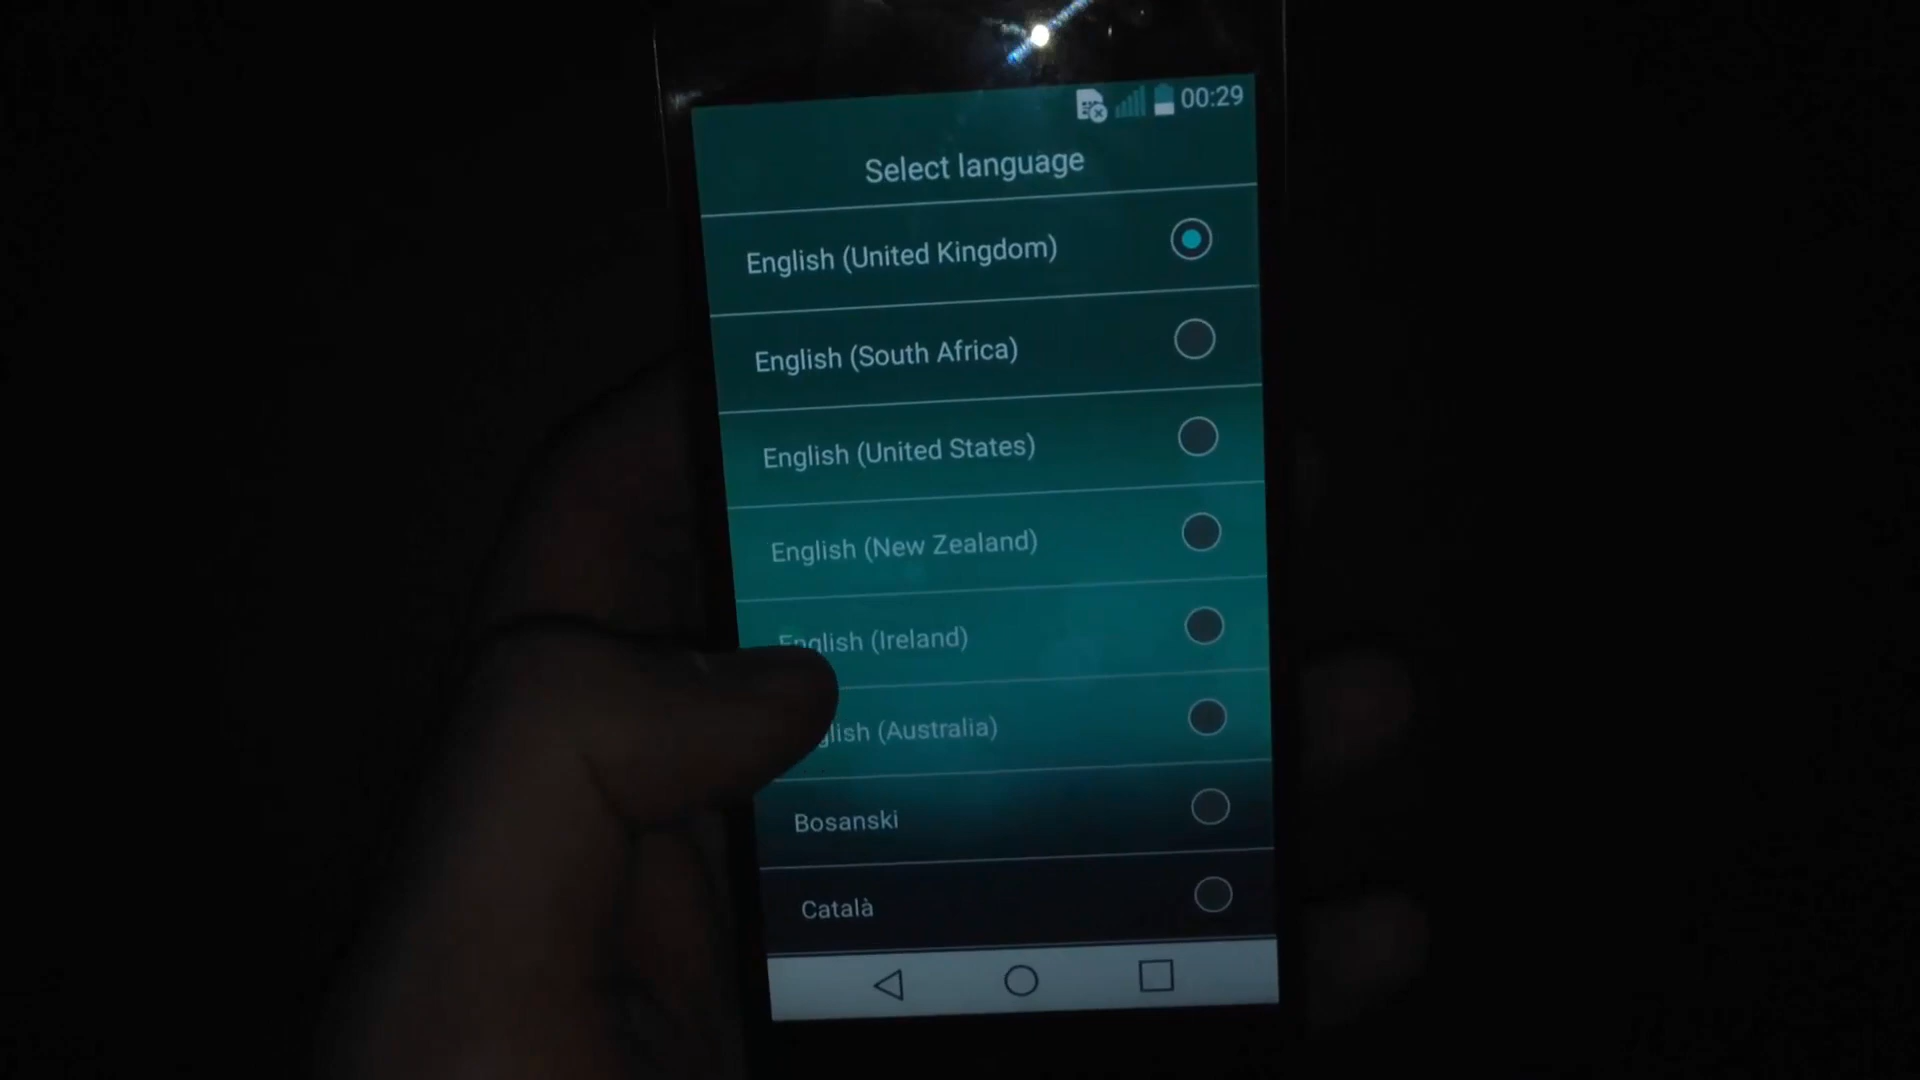 00:29
Select language
English (United Kingdom)
English (South Africa)
English (United States)
English (New Zealand)
English (Ireland)
glish (Australia)
Bosanski
Català